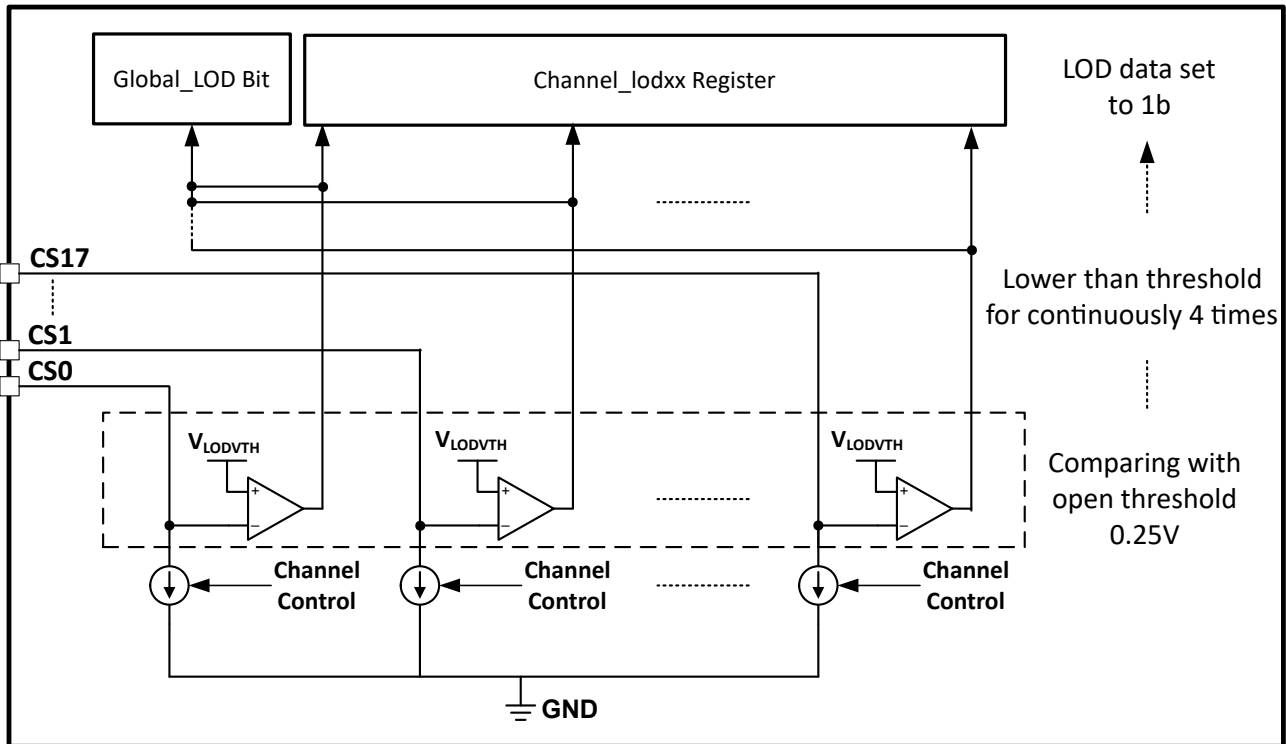 Global_LOD Bit
Channel_lodxx Register
LOD data set
to 1b
CS17
Lower than threshold
for continuously 4 times
CS1
CS0
VLODVTH
VLODVTH
VLODVTH
+
−
+
−
+
−
Comparing with
open threshold
0.25V
Channel
Control
Channel
Control
Channel
Control
GND